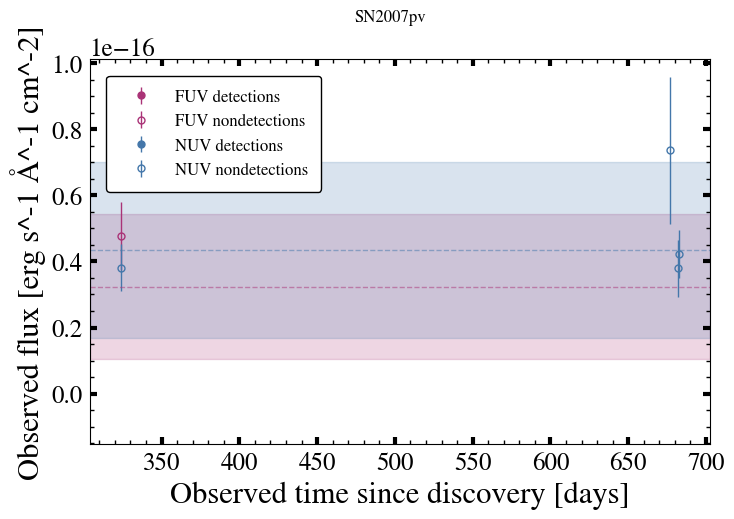 SN2007pv
1e−16
Observed flux [erg s^-1 Å^-1 cm^-2]
1.0
0.8
0.6
0.4
0.2
0.0
FUV detections
FUV nondetections
NUV detections
NUV nondetections
350 400 450 500 550 600 650 700
Observed time since discovery [days]